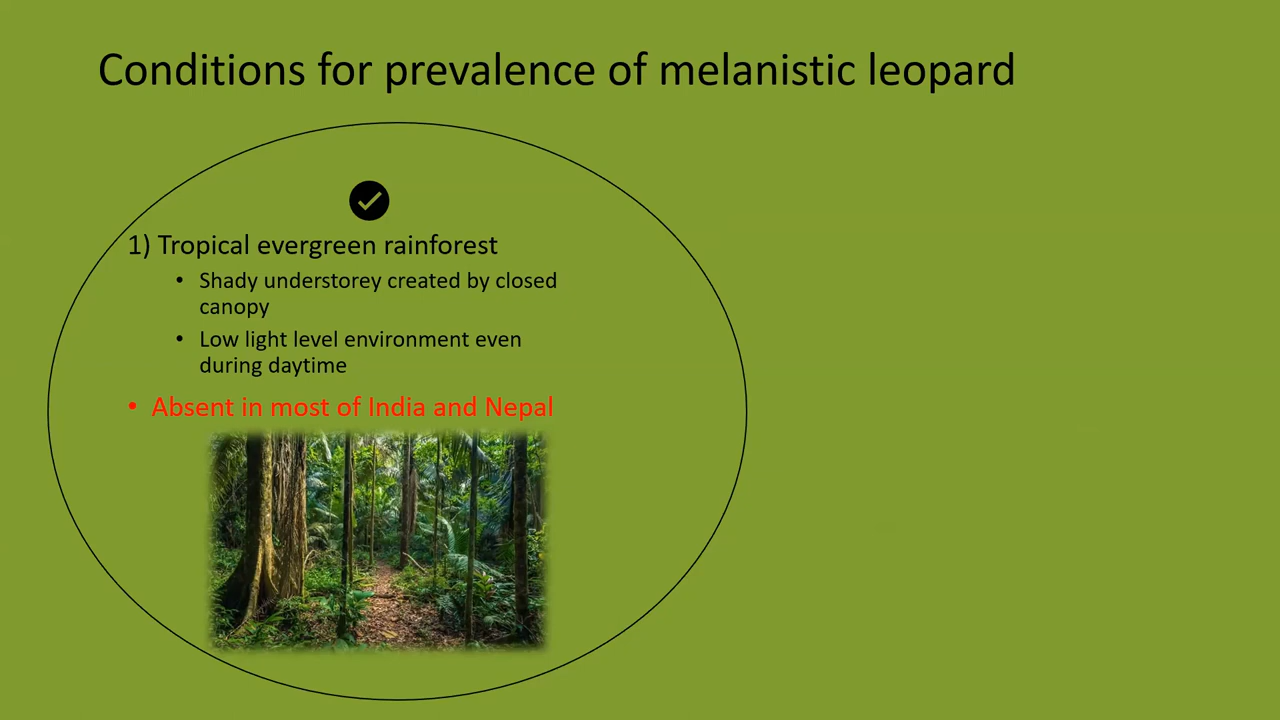 Conditions for prevalence of melanistic leopard
1) Tropical evergreen rainforest
• Shady understorey created by closed
canopy
• Low light level environment even
during daytime
• Absent in most of India and Nepal